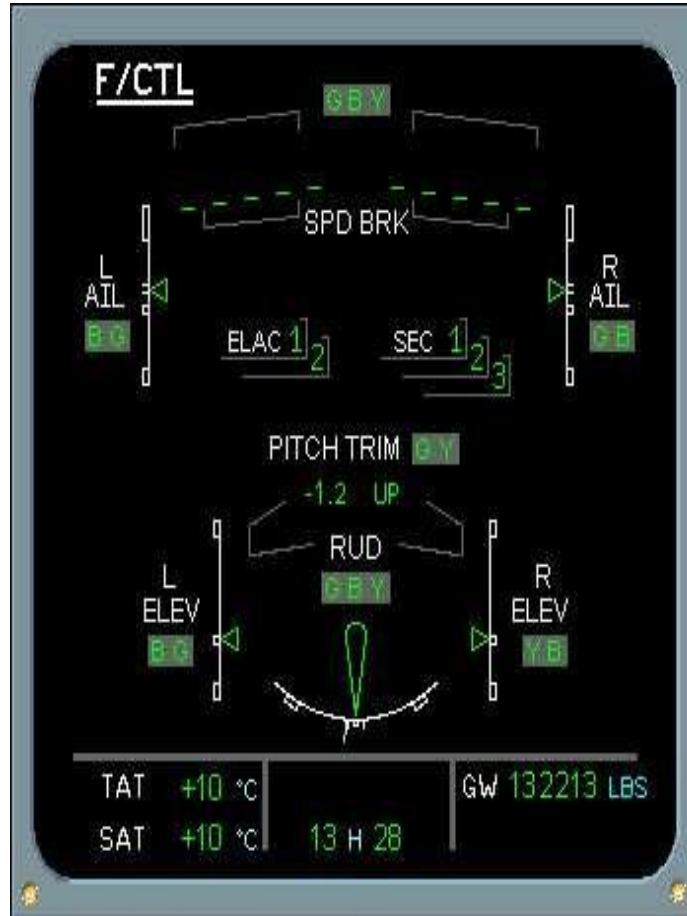 F/CTL
G B Y
SPD BRK
L
AIL
B G
R
AIL
G B
ELAC 1 2
SEC 1 2 3
PITCH TRIM G Y
-1.2 UP
RUD
G B Y
L
ELEV
B G
R
ELEV
Y B
TAT +10 °C
GW 132213 LBS
SAT +10 °C
13 H 28